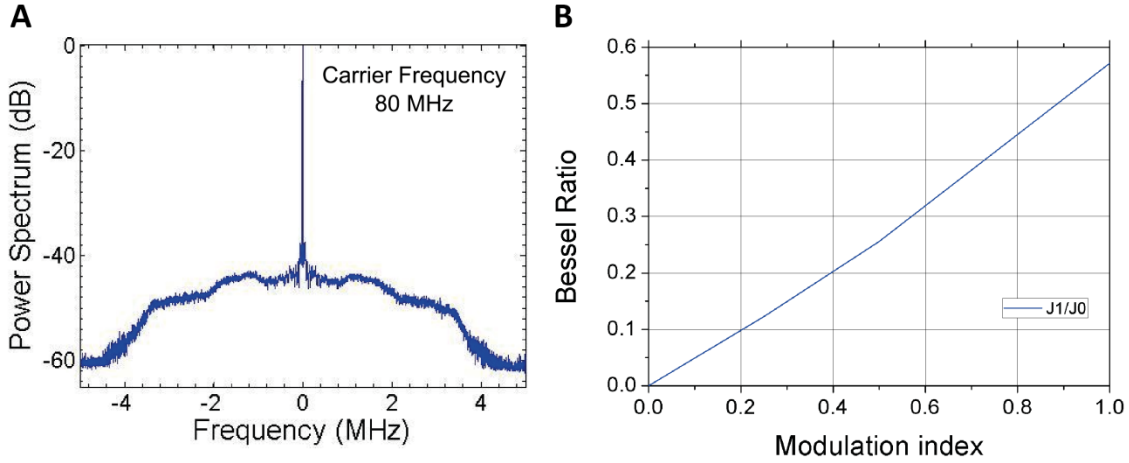 A
0
-20
-40
-60
Power Spectrum (dB)
Carrier Frequency
80 MHz
-4 -2 0 2 4
Frequency (MHz)
B
0.6
0.5
0.4
0.3
0.2
0.1
0.0
Bessel Ratio
J1/J0
0.0 0.2 0.4 0.6 0.8 1.0
Modulation index